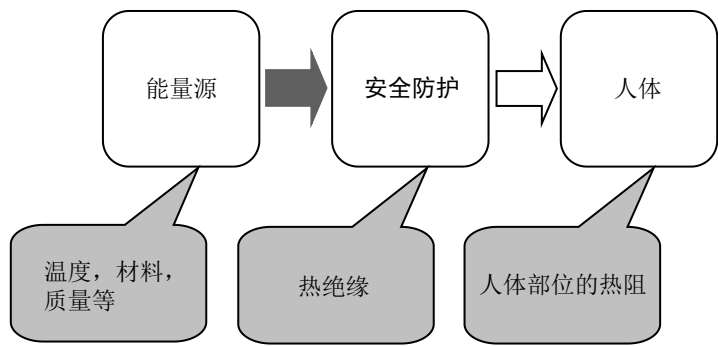 能量源
安全防护
人体
温度，材料，
质量等
热绝缘
人体部位的热阻